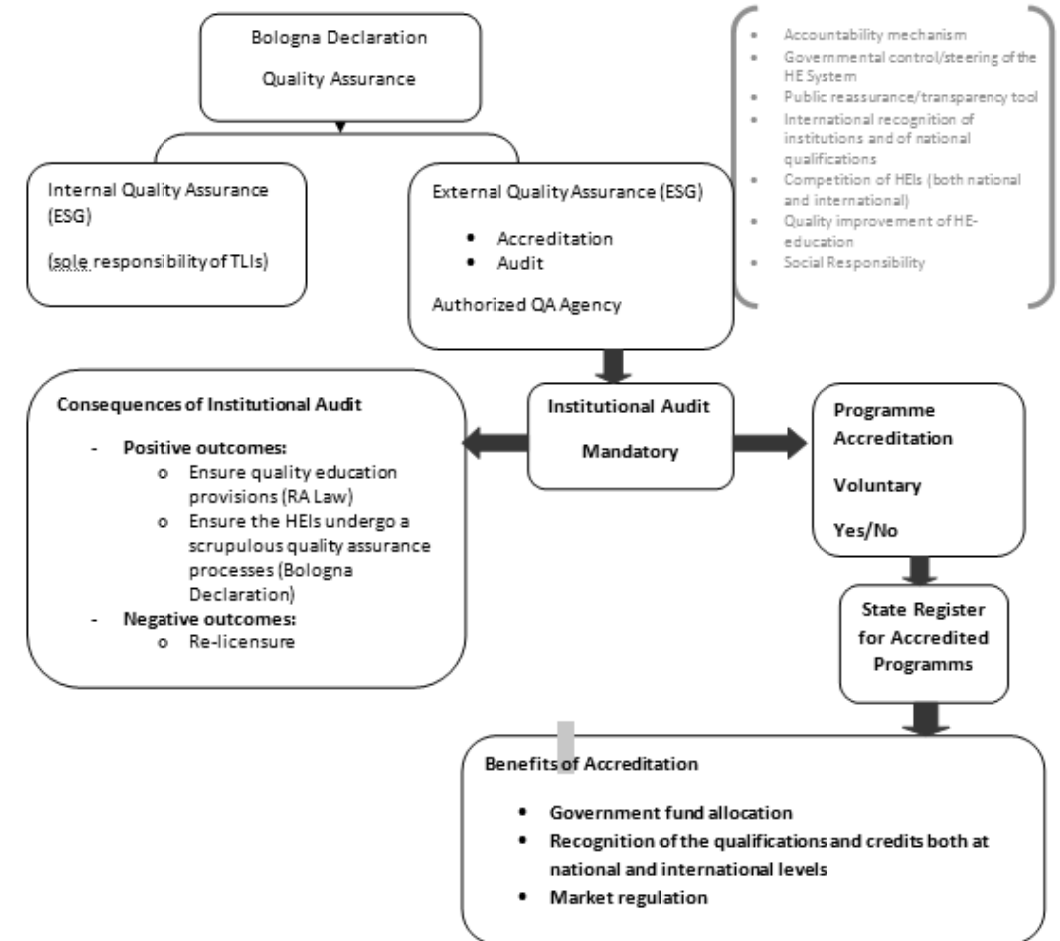 Bologna Declaration
Quality Assurance
• Accountability mechanism
• Governmental control/steering of the
HE System
• Public reassurance/transparency tool
• International recognition of
institutions and of national
qualifications
• Competition of HEIs (both national
and international)
• Quality improvement of HE-
education
• Social Responsibility
Internal Quality Assurance
(ESG)
(sole responsibility of TLIs)
External Quality Assurance (ESG)
• Accreditation
• Audit
Authorized QA Agency
Consequences of Institutional Audit
- Positive outcomes:
o Ensure quality education
provisions (RA Law)
o Ensure the HEIs undergo a
scrupulous quality assurance
processes (Bologna
Declaration)
- Negative outcomes:
o Re-licensure
Institutional Audit
Mandatory
Programme
Accreditation
Voluntary
Yes/No
State Register
for Accredited
Programms
Benefits of Accreditation
• Government fund allocation
• Recognition of the qualifications and credits both at
national and international levels
• Market regulation